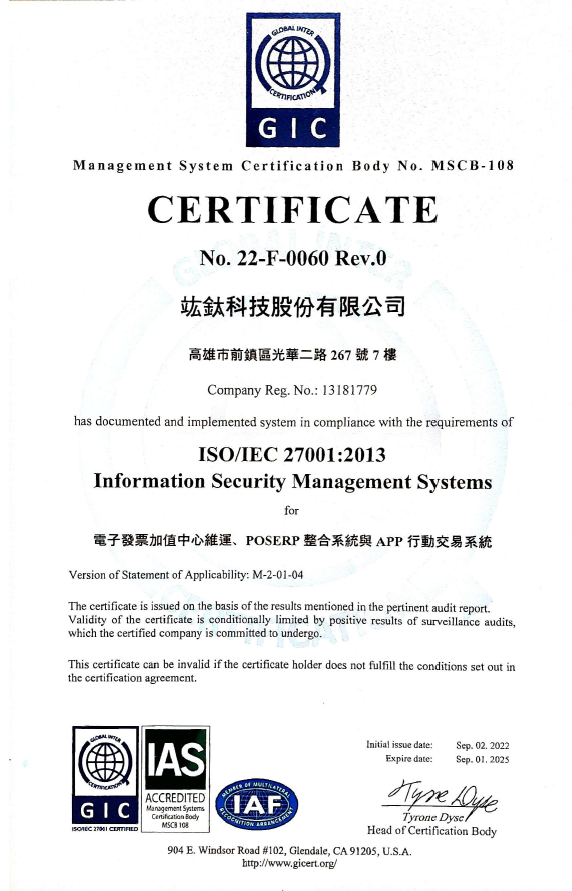 GLOBAL INTER
CERTIFICATION
GIC
Management System Certification Body No. MSCB-108
CERTIFICATE
No. 22-F-0060 Rev.0
竑鈦科技股份有限公司
高雄市前鎮區光華二路 267 號 7 樓
Company Reg. No.: 13181779
has documented and implemented system in compliance with the requirements of
ISO/IEC 27001:2013
Information Security Management Systems
for
電子發票加值中心維運、POSERP 整合系統與 APP 行動交易系統
Version of Statement of Applicability: M-2-01-04
The certificate is issued on the basis of the results mentioned in the pertinent audit report.
Validity of the certificate is conditionally limited by positive results of surveillance audits,
which the certified company is committed to undergo.
This certificate can be invalid if the certificate holder does not fulfill the conditions set out in
the certification agreement.
GLOBAL INTER
CERTIFICATION
GIC
ISO/IEC 27001 CERTIFIED
IAS
ACCREDITED
Management Systems
Certification Body
MSCB 108
MEMBER OF MULTILATERAL
IAF
RECOGNITION ARRANGEMENT
Initial issue date: Sep. 02. 2022
Expire date: Sep. 01. 2025
Tyrone Dyse
Tyrone Dyse
Head of Certification Body
904 E. Windsor Road #102, Glendale, CA 91205, U.S.A.
http://www.gicert.org/